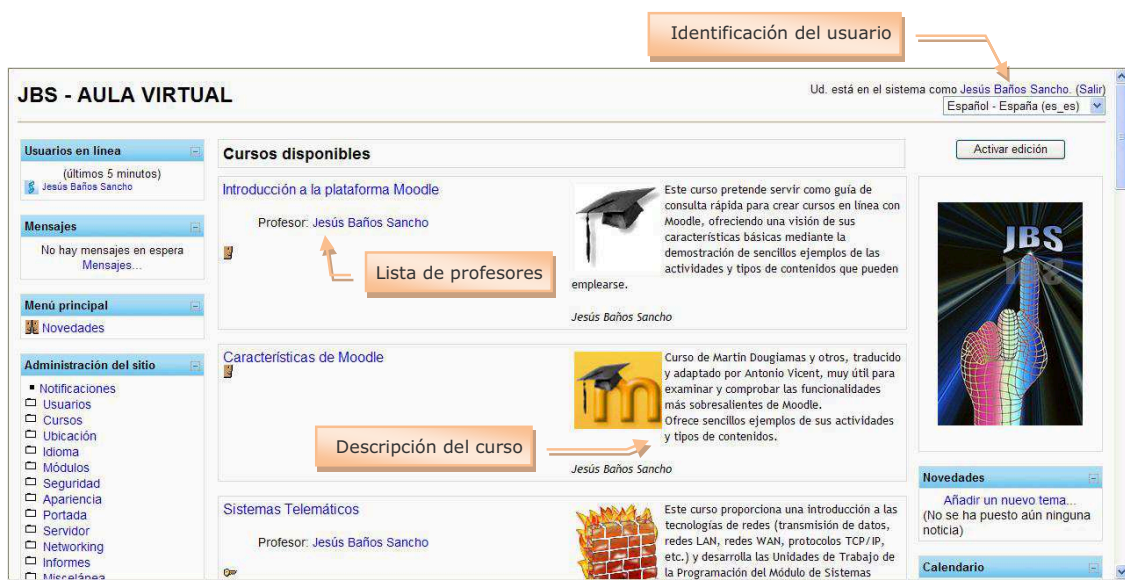 Identificación del usuario
JBS - AULA VIRTUAL
Ud. está en el sistema como Jesús Baños Sancho. (Salir)
Español - España (es_es)
Usuarios en línea
(últimos 5 minutos)
Jesús Baños Sancho
Mensajes
No hay mensajes en espera
Mensajes...
Menú principal
Novedades
Administración del sitio
Notificaciones
Usuarios
Cursos
Ubicación
Idioma
Módulos
Seguridad
Apariencia
Portada
Servidor
Networking
Informes
Miscelánea
Cursos disponibles
Introducción a la plataforma Moodle
Profesor: Jesús Baños Sancho
Lista de profesores
Este curso pretende servir como guía de
consulta rápida para crear cursos en línea con
Moodle, ofreciendo una visión de sus
características básicas mediante la
demostración de sencillos ejemplos de las
actividades y tipos de contenidos que pueden
emplearse.
Jesús Baños Sancho
Características de Moodle
Curso de Martin Dougiamas y otros, traducido
y adaptado por Antonio Vicent, muy útil para
examinar y comprobar las funcionalidades
más sobresalientes de Moodle.
Ofrece sencillos ejemplos de sus actividades
y tipos de contenidos.
Descripción del curso
Jesús Baños Sancho
Sistemas Telemáticos
Profesor: Jesús Baños Sancho
Este curso proporciona una introducción a las
tecnologías de redes (transmisión de datos,
redes LAN, redes WAN, protocolos TCP/IP,
etc.) y desarrolla las Unidades de Trabajo de
la Programación del Módulo de Sistemas
Activar edición
JBS
Novedades
Añadir un nuevo tema...
(No se ha puesto aún ninguna
noticia)
Calendario